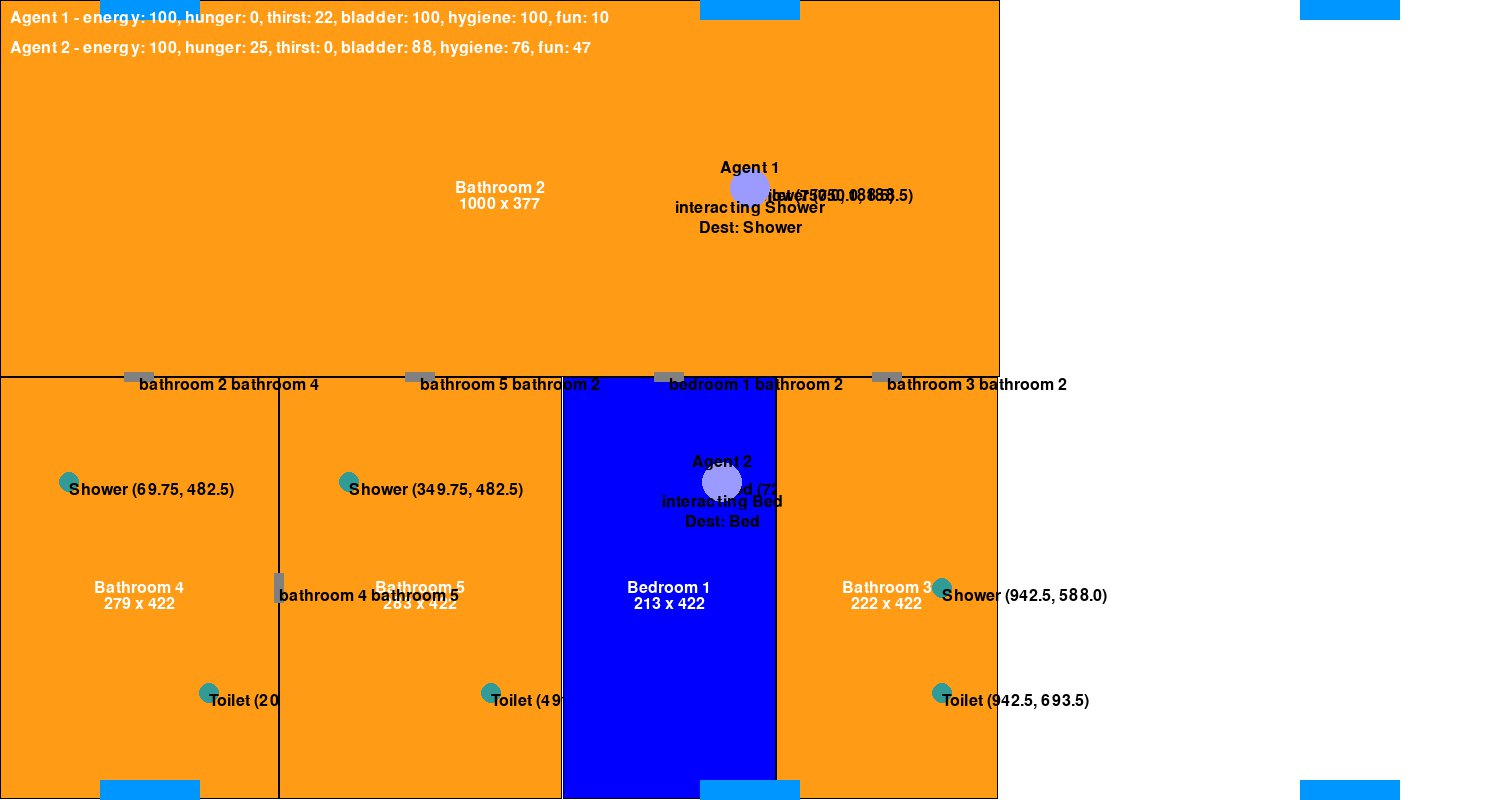 Agent 1 - energy: 100, hunger: 0, thirst: 22, bladder: 100, hygiene: 100, fun: 10
Agent 2 - energy: 100, hunger: 25, thirst: 0, bladder: 88, hygiene: 76, fun: 47
Agent 1
Bathroom 2
1000 x 377
interacting Shower
Dest: Shower
bathroom 2 bathroom 4
bathroom 5 bathroom 2
bedroom 1 bathroom 2
bathroom 3 bathroom 2
Agent 2
Shower (69.75, 482.5)
Shower (349.75, 482.5)
interacting Bed
Dest: Bed
Bathroom 4
279 x 422
bathroom 4 bathroom 5
Bathroom 5
283 x 422
Bedroom 1
213 x 422
Bathroom 3
222 x 422
Shower (942.5, 588.0)
Toilet (20
Toilet (49
Toilet (942.5, 693.5)